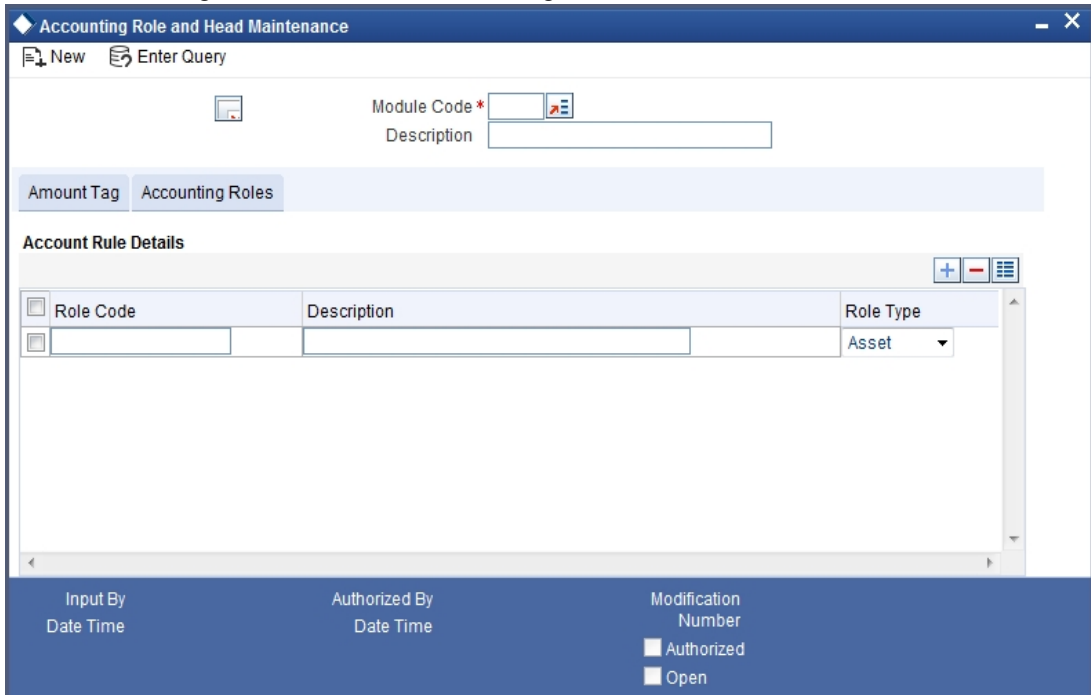 Accounting Role and Head Maintenance
New Enter Query
Module Code *
Description
Amount Tag Accounting Roles
Account Rule Details
Role Code Description Role Type
Asset
Input By Authorized By Modification
Number
Date Time Date Time
Authorized
Open